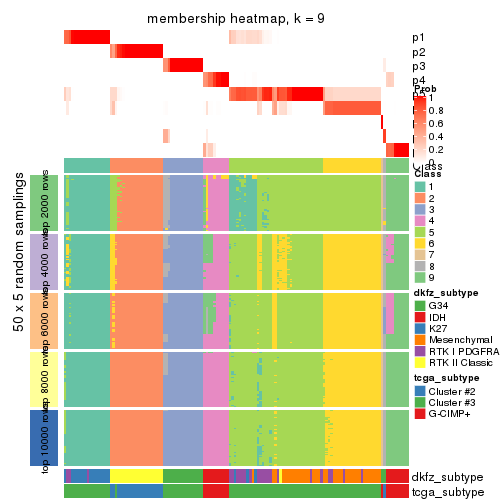 membership heatmap, k = 9
p1
p2
p3
p4
p5
Prob
1
0.8
0.6
0.4
0.2
0
Class
Class
1
2
3
4
5
6
7
8
9
dkfz_subtype
G34
IDH
K27
Mesenchymal
RTK I PDGFRA
RTK II Classic
tcga_subtype
Cluster #2
Cluster #3
G-CIMP+
50 x 5 random samplings
top 2000 rows
top 4000 rows
top 6000 rows
top 8000 rows
top 10000 rows
dkfz_subtype
tcga_subtype